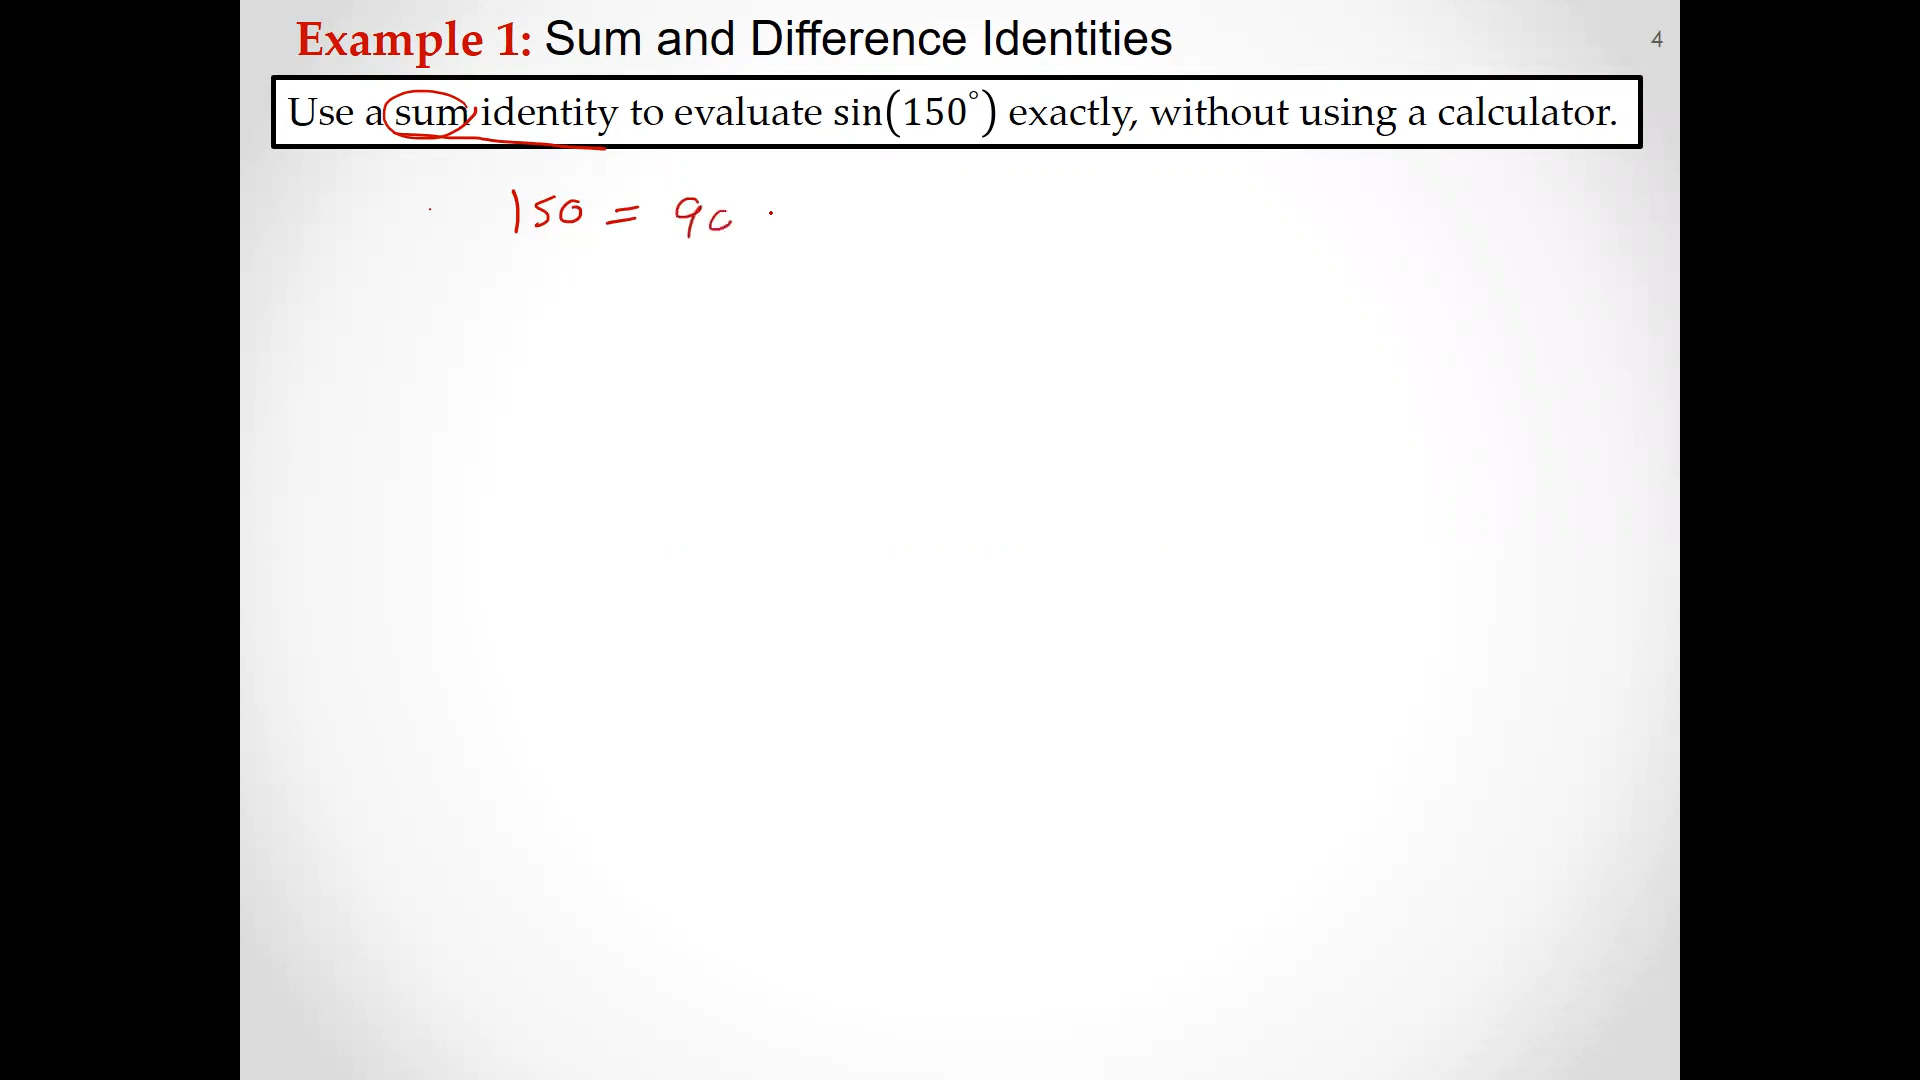 Example 1: Sum and Difference Identities
4
Use a sum identity to evaluate sin(150°) exactly, without using a calculator.
150 = 90